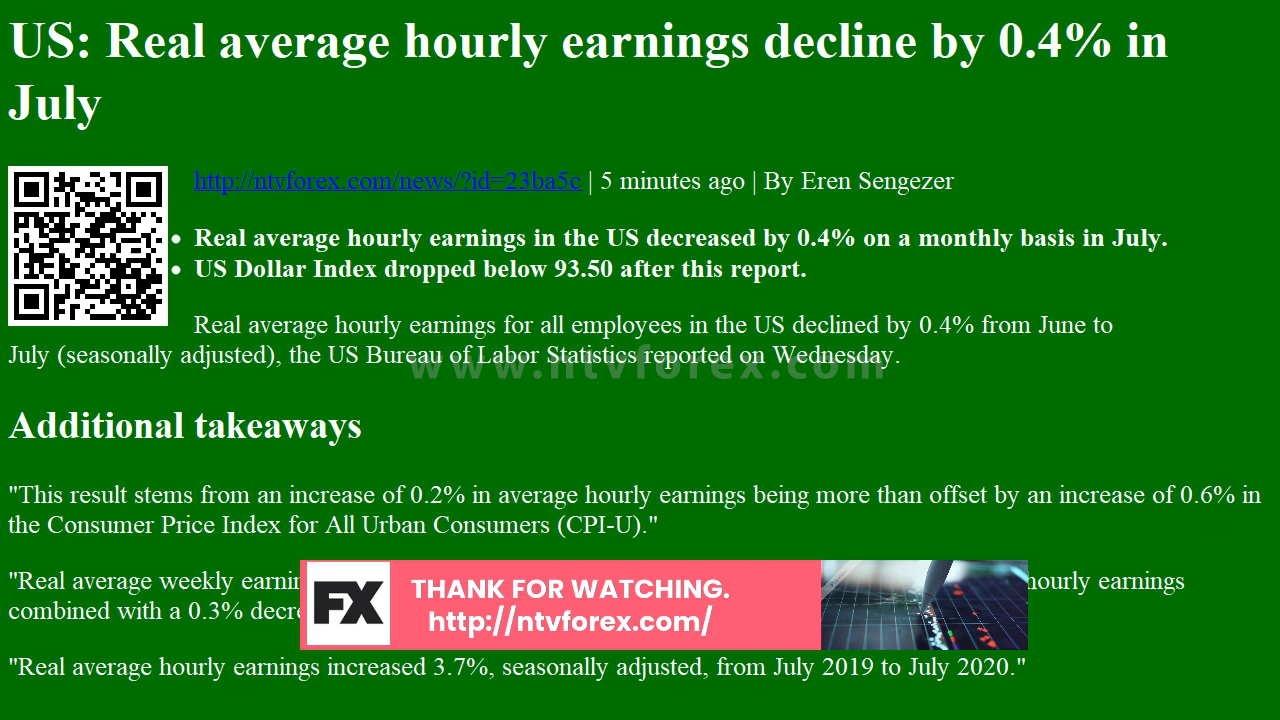 US: Real average hourly earnings decline by 0.4% in
July
http://ntvforex.com/news/?id=23ba5c | 5 minutes ago | By Eren Sengezer
• Real average hourly earnings in the US decreased by 0.4% on a monthly basis in July.
• US Dollar Index dropped below 93.50 after this report.
Real average hourly earnings for all employees in the US declined by 0.4% from June to
July (seasonally adjusted), the US Bureau of Labor Statistics reported on Wednesday.
www.ntvforex.com
Additional takeaways
"This result stems from an increase of 0.2% in average hourly earnings being more than offset by an increase of 0.6% in
the Consumer Price Index for All Urban Consumers (CPI-U)."
"Real average weekly hourly earnings
combined with a 0.3%
FX THANK FOR WATCHING.
http://ntvforex.com/
"Real average hourly earnings increased 3.7%, seasonally adjusted, from July 2019 to July 2020."